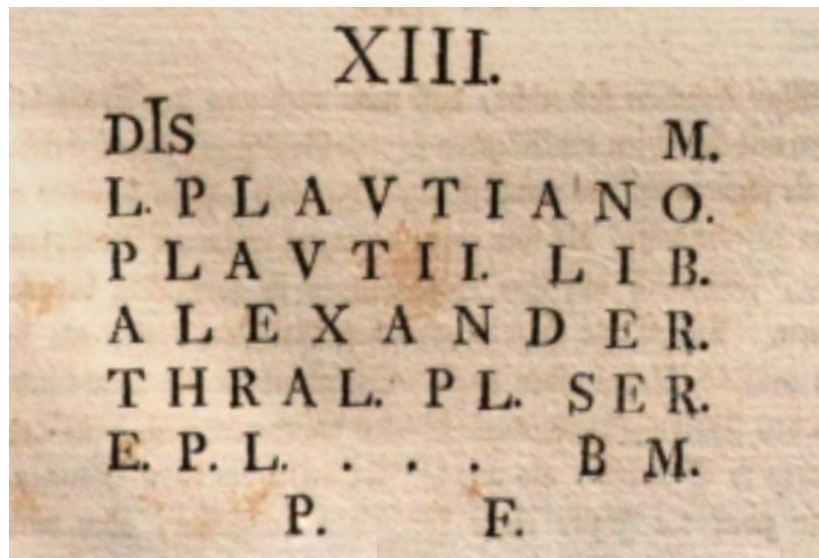 XIII.
DIS M.
L. PLAVTIANO.
PLAVTII. LIB.
ALEXANDER.
THRAL. PL. SER.
E. P. L. . . . B M.
P. F.